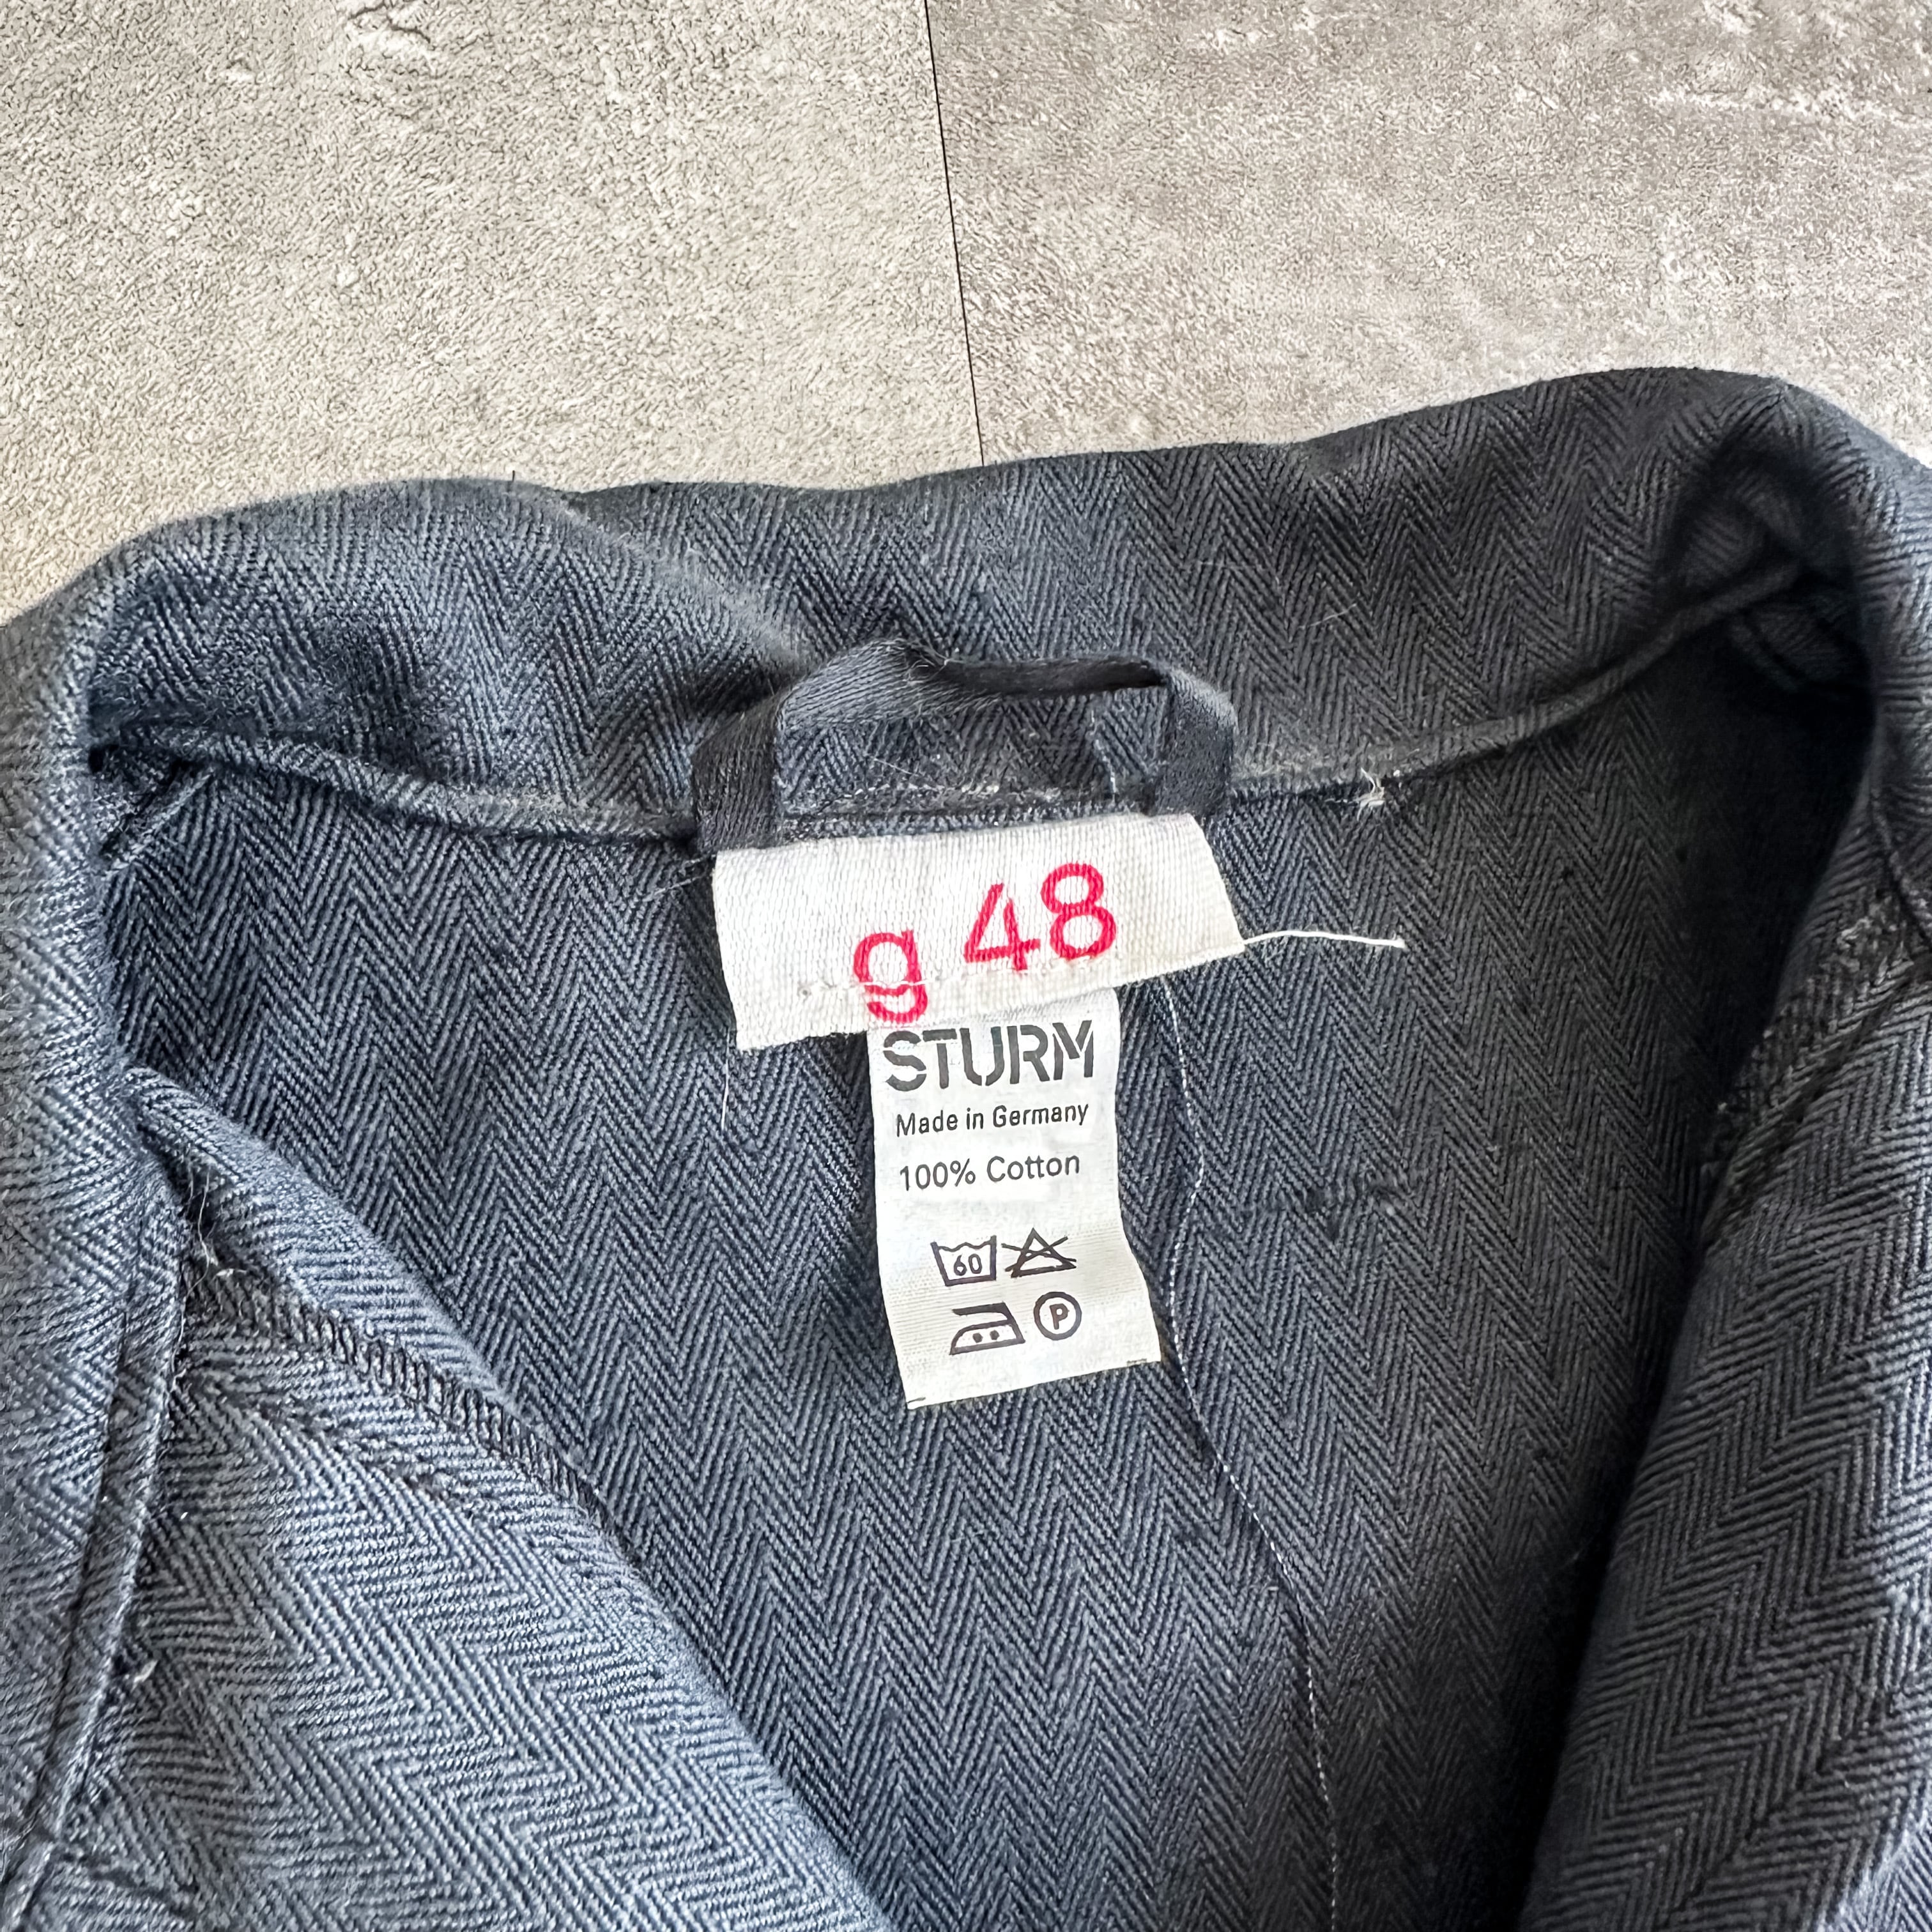 g 48
STURM
Made in Germany
100% Cotton
60
P